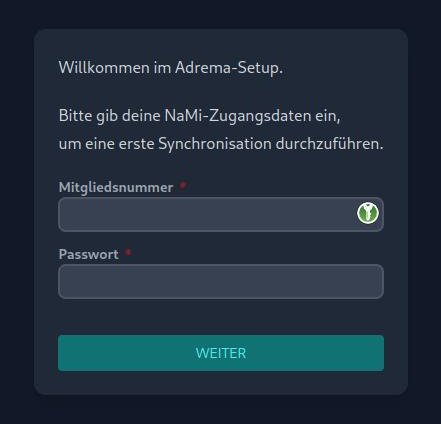 Willkommen im Adrema-Setup.
Bitte gib deine NaMi-Zugangsdaten ein,
um eine erste Synchronisation durchzuführen.
Mitgliedsnummer *
Passwort *
WEITER